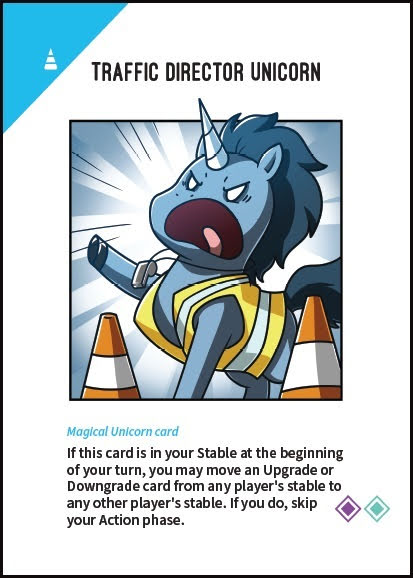 TRAFFIC DIRECTOR UNICORN
Magical Unicorn card
If this card is in your Stable at the beginning
of your turn, you may move an Upgrade or
Downgrade card from any player's stable to
any other player's stable. If you do, skip
your Action phase.